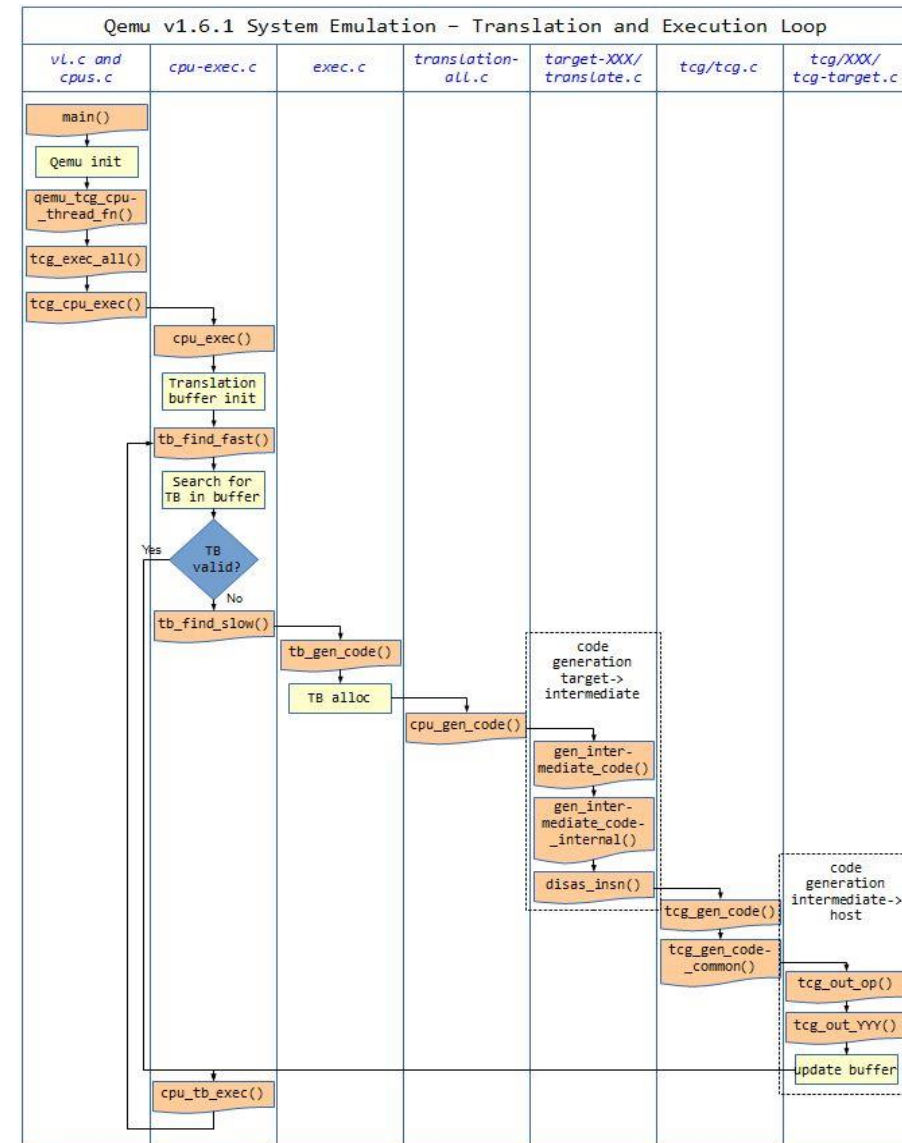 Qemu v1.6.1 System Emulation – Translation and Execution Loop
vl.c and
cpus.c
cpu-exec.c
exec.c
translation-
all.c
target-XXX/
translate.c
tcg/tcg.c
tcg/XXX/
tcg-target.c
main()
Qemu init
qemu_tcg_cpu-
_thread_fn()
tcg_exec_all()
tcg_cpu_exec()
cpu_exec()
Translation
buffer init
tb_find_fast()
Search for
TB in buffer
Yes
TB
valid?
No
tb_find_slow()
tb_gen_code()
TB alloc
cpu_gen_code()
code
generation
target->
intermediate
gen_inter-
mediate_code()
gen_inter-
mediate_code-
_internal()
disas_insn()
tcg_gen_code()
tcg_gen_code-
_common()
code
generation
intermediate->
host
tcg_out_op()
tcg_out_YYY()
update buffer
cpu_tb_exec()